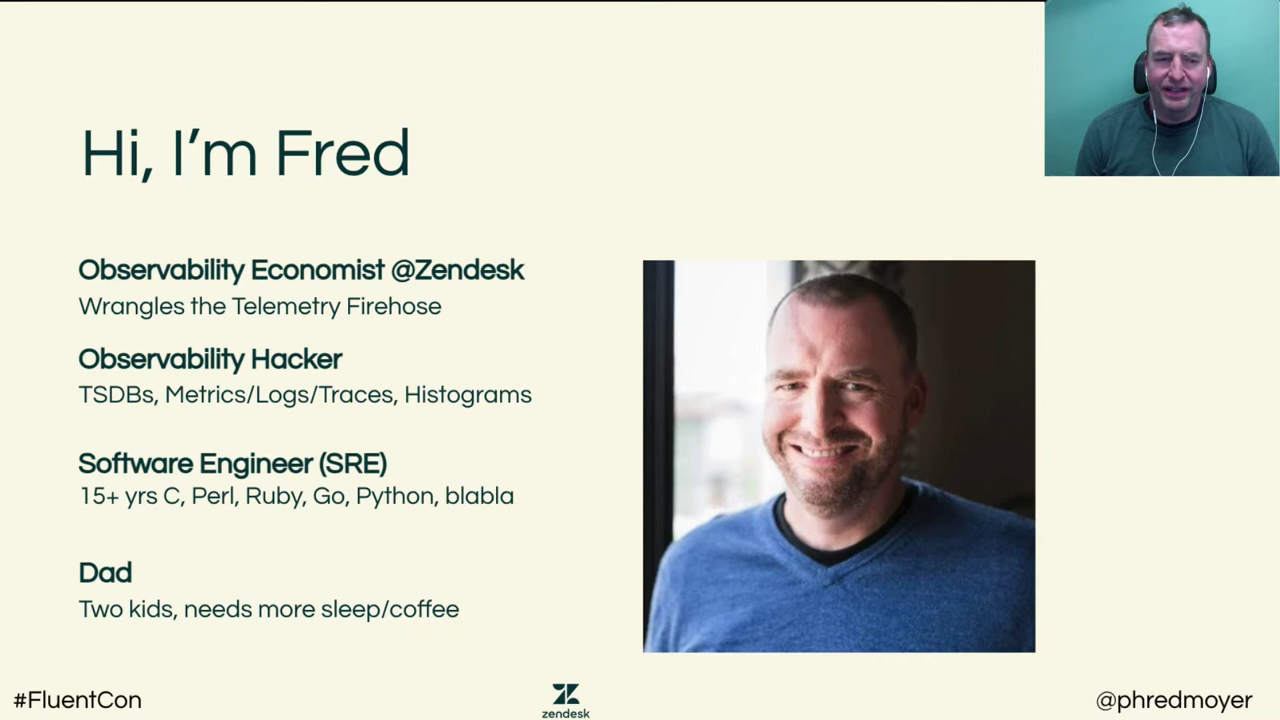 Hi, I’m Fred
Observability Economist @Zendesk
Wrangles the Telemetry Firehose
Observability Hacker
TSDBs, Metrics/Logs/Traces, Histograms
Software Engineer (SRE)
15+ yrs C, Perl, Ruby, Go, Python, blabla
Dad
Two kids, needs more sleep/coffee
#FluentCon
zendesk
@phredmoyer